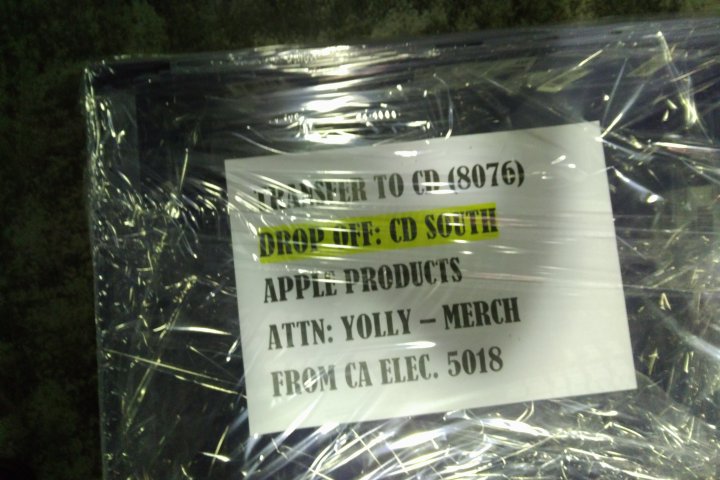 TRANSFER TO CD (8076)
DROP OFF: CD SOUTH
APPLE PRODUCTS
ATTN: YOLLY – MERCH
FROM CA ELEC. 5018